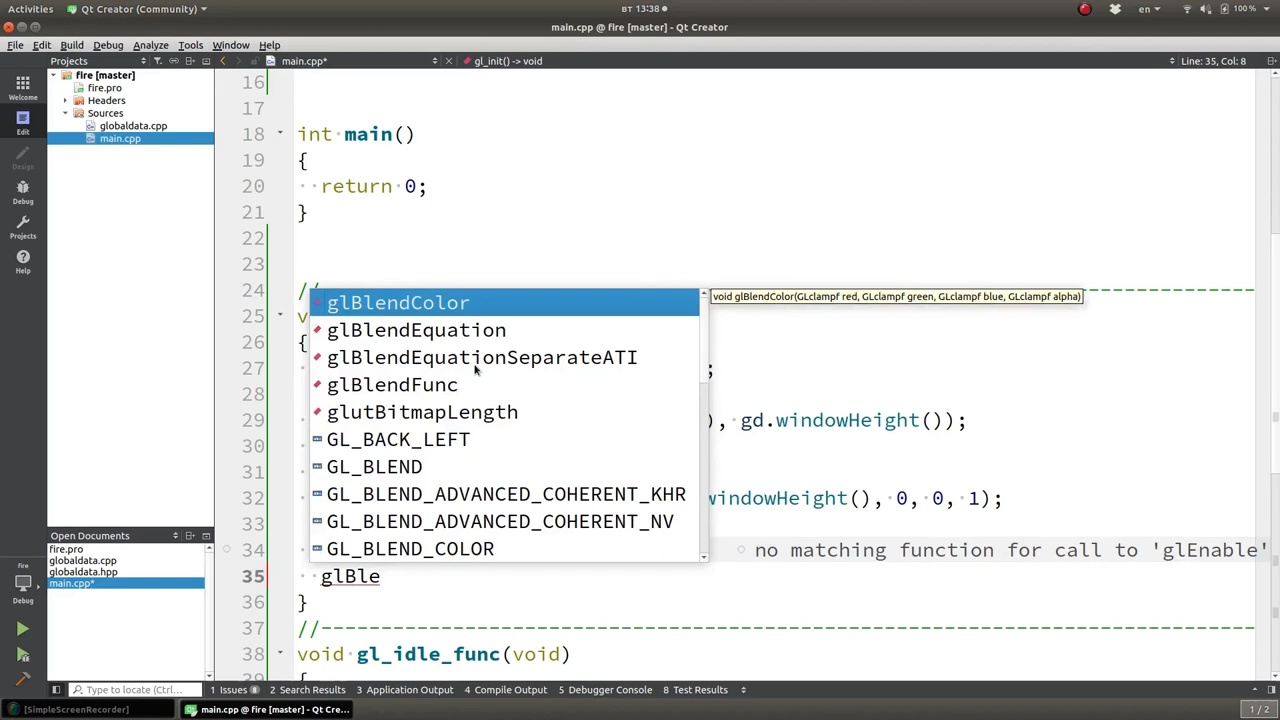 Activities Qt Creator (Community) BT 13:38 en 100 %
main.cpp @ fire [master] - Qt Creator
File Edit Build Debug Analyze Tools Window Help
Projects main.cpp* gl_init() -> void Line: 35, Col: 8
Welcome
Edit
Design
Debug
Projects
Help
fire
Debug
fire [master]
fire.pro
Headers
Sources
globaldata.cpp
main.cpp
Open Documents
fire.pro
globaldata.cpp
globaldata.hpp
main.cpp*
16
17
18 int main()
19 {
20 return 0;
21 }
22
23
24 //
25 v
26 {
27 ;
28
29 ), gd.windowHeight());
30
31
32 windowHeight(), 0, 0, 1);
33
34 no matching function for call to 'glEnable'
35 glBle
36 }
37 //------------------------------------------------------------------------------
38 void gl_idle_func(void)
39 {
glBlendColor
glBlendEquation
glBlendEquationSeparateATI
glBlendFunc
glutBitmapLength
GL_BACK_LEFT
GL_BLEND
GL_BLEND_ADVANCED_COHERENT_KHR
GL_BLEND_ADVANCED_COHERENT_NV
GL_BLEND_COLOR
void glBlendColor(GLclampf red, GLclampf green, GLclampf blue, GLclampf alpha)
Type to locate (Ctrl... 1 Issues 8 2 Search Results 3 Application Output 4 Compile Output 5 Debugger Console 8 Test Results
[SimpleScreenRecorder] main.cpp @ fire [master] - Qt Cre... 1 / 2